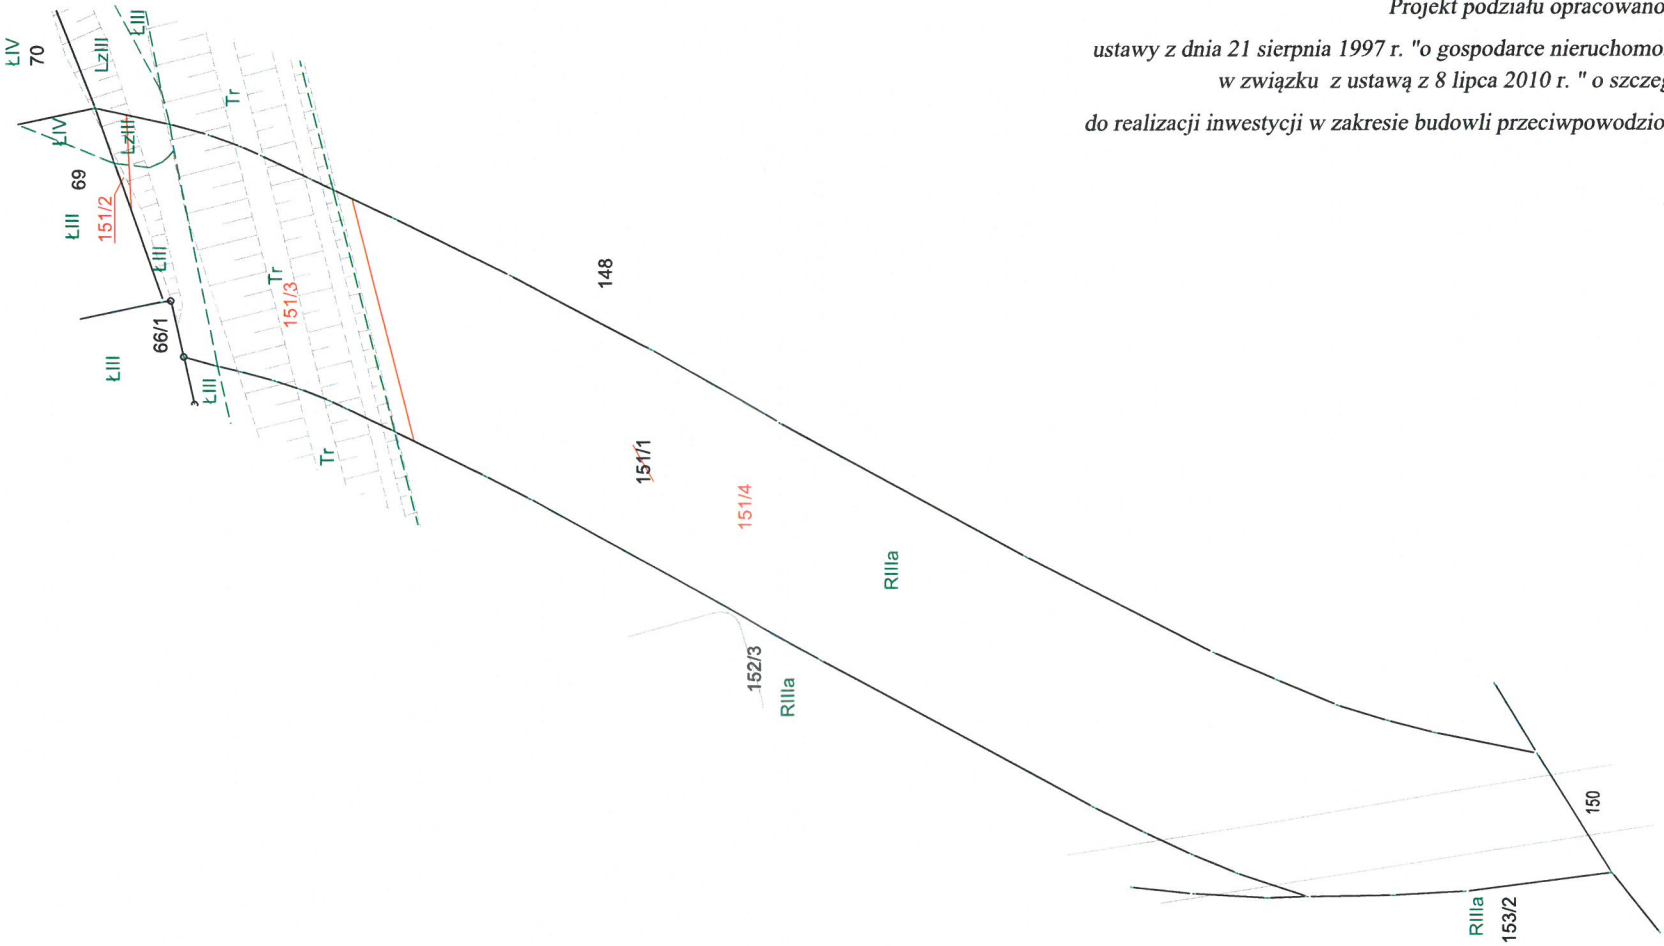 Projekt podziału opracowano
ustawy z dnia 21 sierpnia 1997 r. "o gospodarce nieruchomo
w związku z ustawą z 8 lipca 2010 r. " o szczeg
do realizacji inwestycji w zakresie budowli przeciwpowodzio
ŁIV
70
LzIII
ŁIII
Tr
ŁIV
LzIII
69
ŁIII
151/2
ŁIII
Tr
151/3
148
66/1
ŁIII
ŁIII
Tr
151/1
151/4
RIIIa
152/3
RIIIa
150
RIIIa
153/2